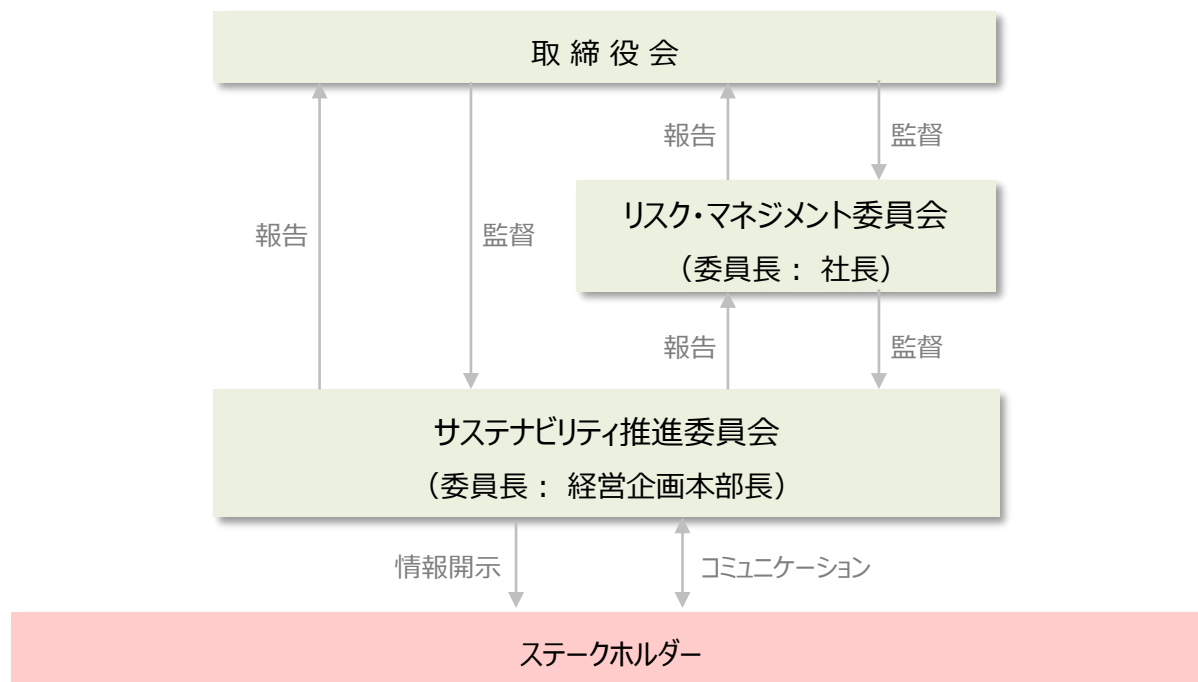 取締役会
報告
監督
報告
監督
リスク・マネジメント委員会
（委員長： 社長）
報告
監督
サステナビリティ推進委員会
（委員長： 経営企画本部長）
情報開示
コミュニケーション
ステークホルダー